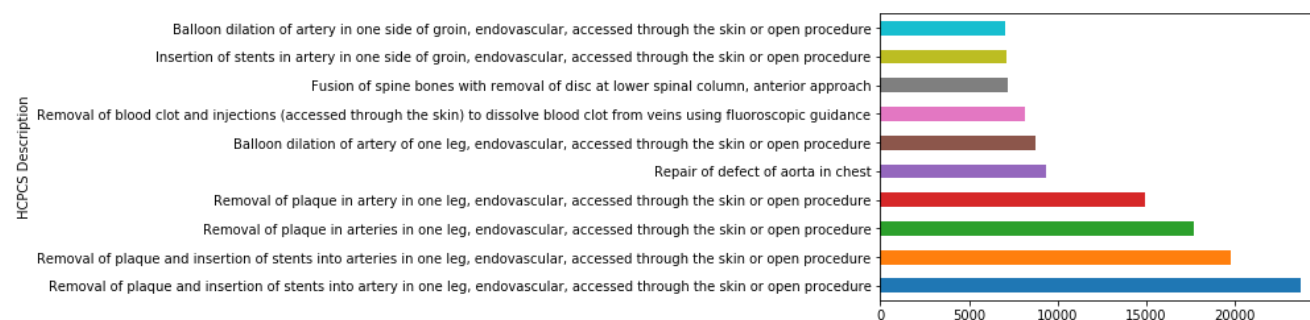 Balloon dilation of artery in one side of groin, endovascular, accessed through the skin or open procedure
Insertion of stents in artery in one side of groin, endovascular, accessed through the skin or open procedure
Fusion of spine bones with removal of disc at lower spinal column, anterior approach
Removal of blood clot and injections (accessed through the skin) to dissolve blood clot from veins using fluoroscopic guidance
Balloon dilation of artery of one leg, endovascular, accessed through the skin or open procedure
Repair of defect of aorta in chest
Removal of plaque in artery in one leg, endovascular, accessed through the skin or open procedure
Removal of plaque in arteries in one leg, endovascular, accessed through the skin or open procedure
Removal of plaque and insertion of stents into arteries in one leg, endovascular, accessed through the skin or open procedure
Removal of plaque and insertion of stents into artery in one leg, endovascular, accessed through the skin or open procedure
HCPCS Description
0 5000 10000 15000 20000